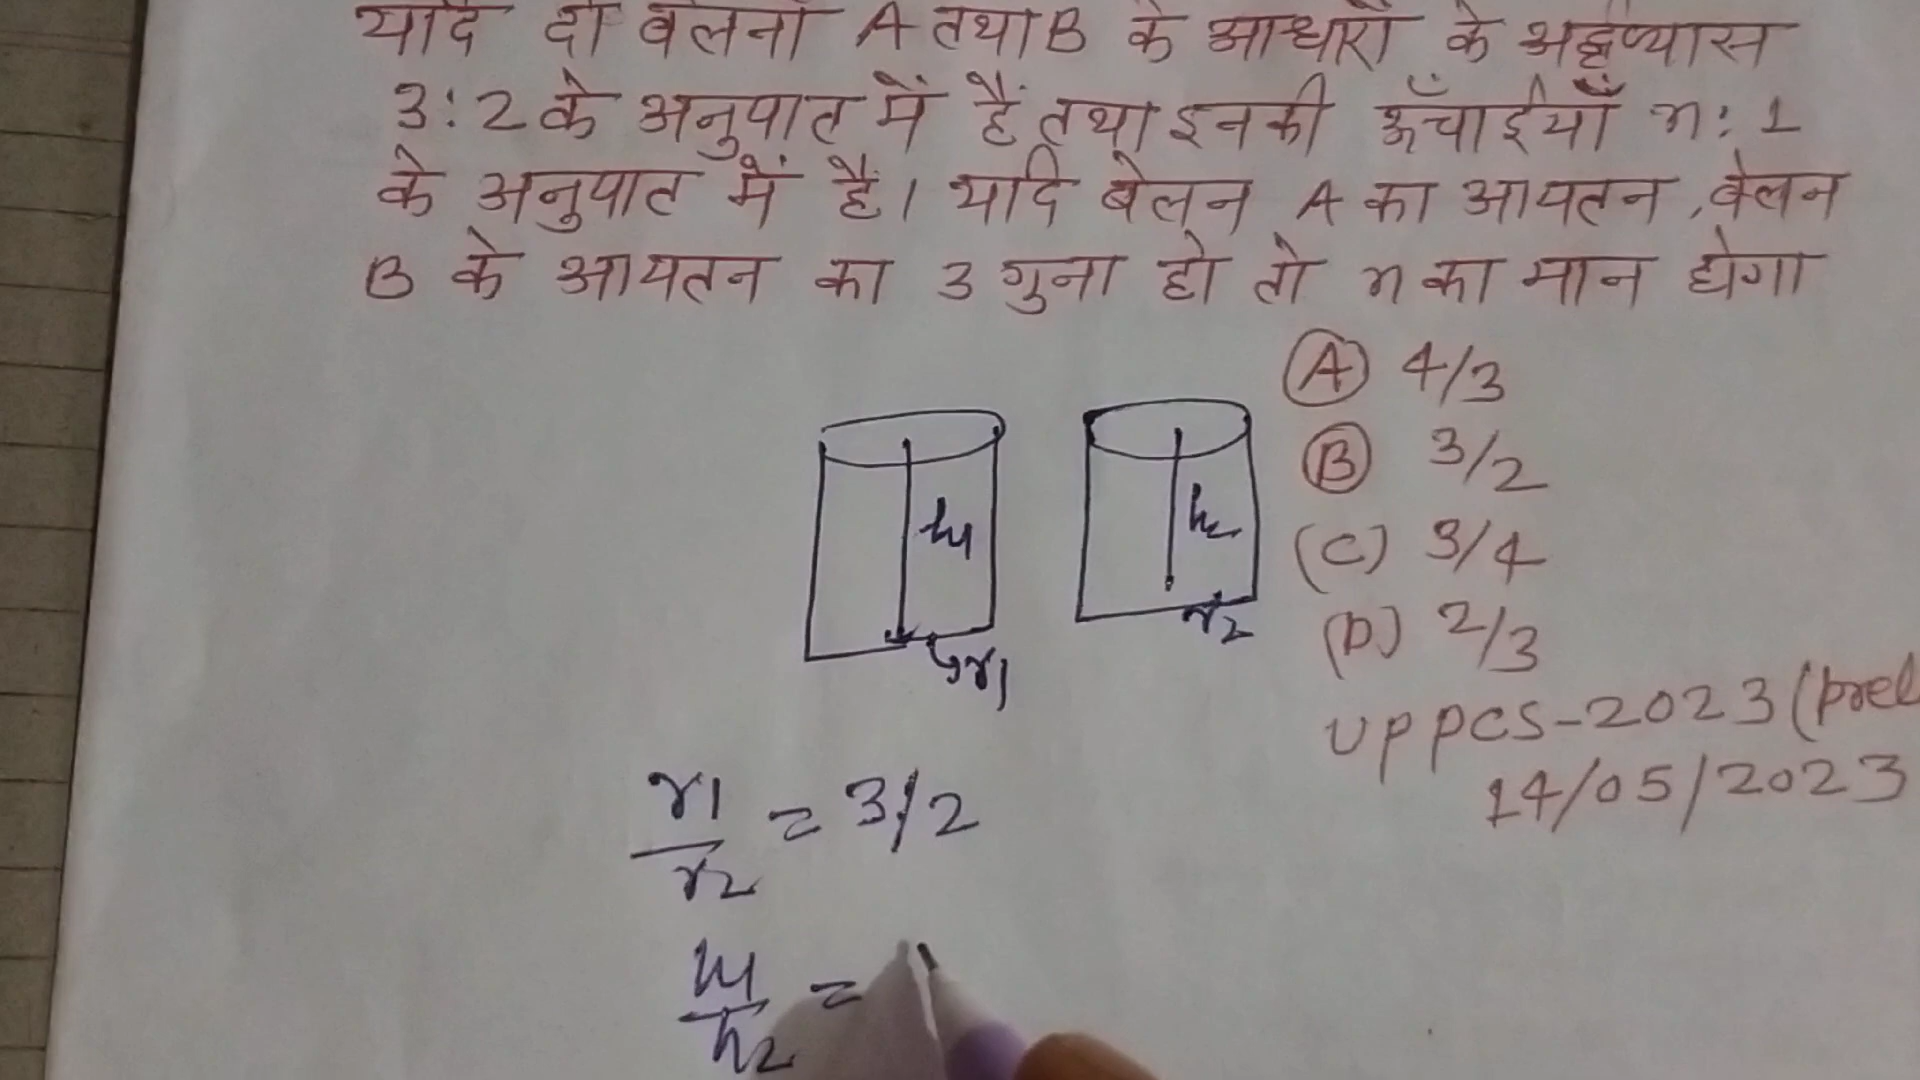 यदि दो बेलनों A तथा B के आधारों के अर्द्धव्यास
3:2 के अनुपात में हैं तथा इनकी ऊँचाईयाँ n:1
के अनुपात में है। यदि बेलन A का आयतन, बेलन
B के आयतन का 3 गुना हो तो n का मान होगा
(A) 4/3
(B) 3/2
(C) 3/4
(D) 2/3
UPPCS-2023 (prel
14/05/2023
h1
r1
h2
r2
r1/r2 = 3/2
h1/h2 =